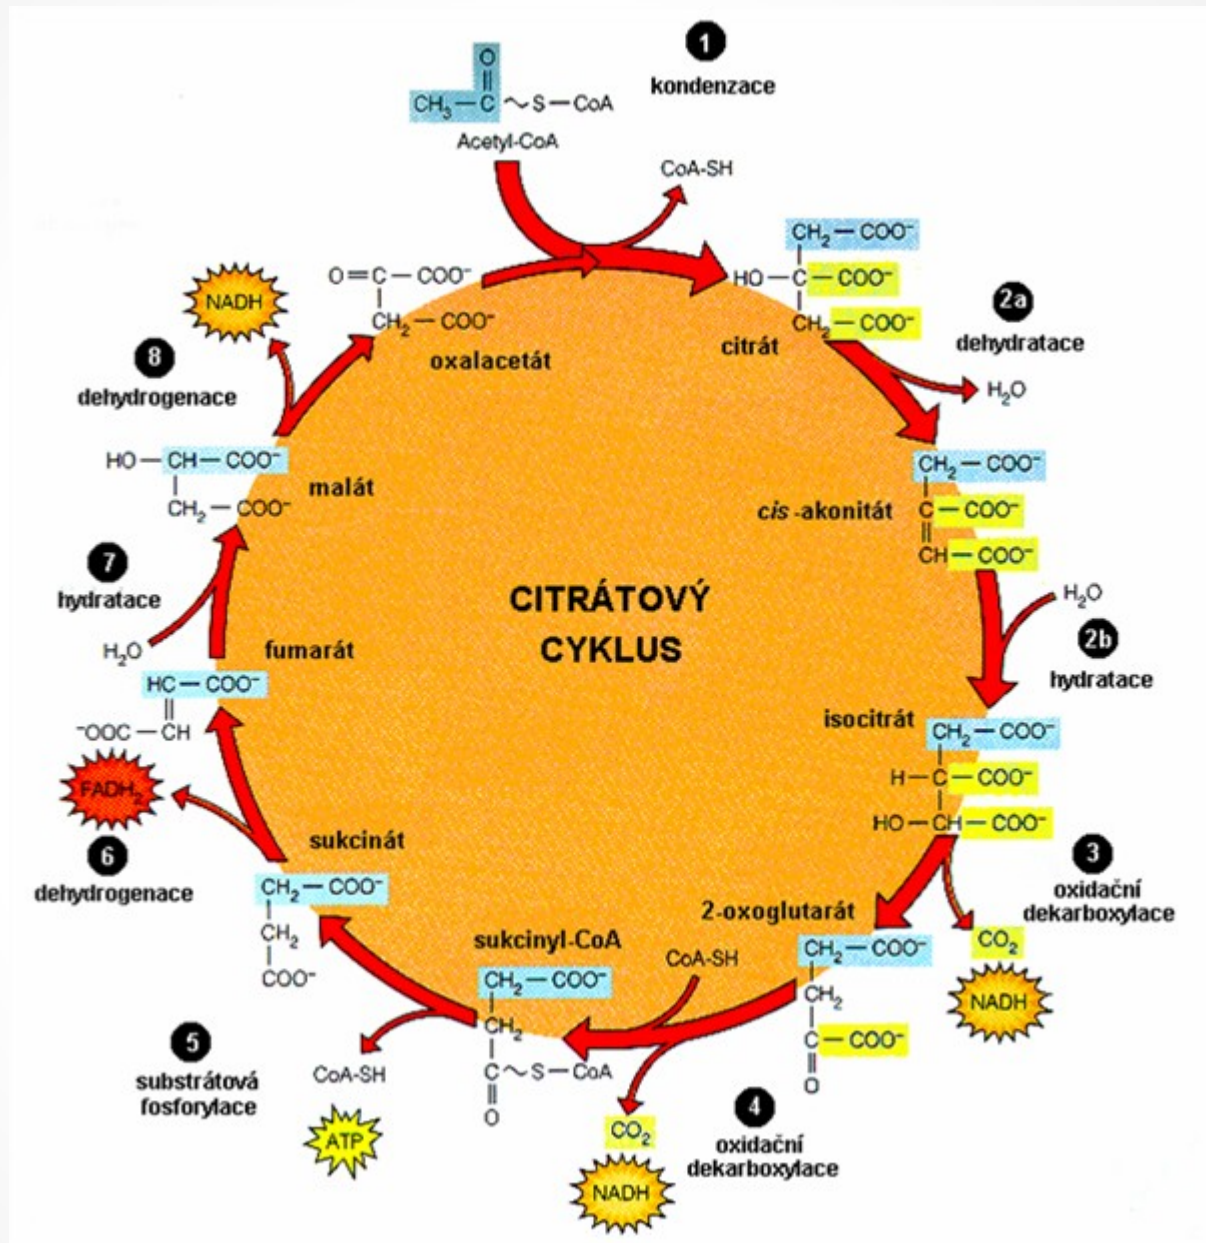 1
kondenzace
O
CH₃ — C ~ S — CoA
Acetyl-CoA
CoA-SH
CH₂ — COO⁻
HO — C — COO⁻
CH₂ — COO⁻
citrát
2a
dehydratace
H₂O
CH₂ — COO⁻
C — COO⁻
CH — COO⁻
cis -akonitát
H₂O
2b
hydratace
isocitrát
CH₂ — COO⁻
H — C — COO⁻
HO — CH — COO⁻
3
oxidační
dekarboxylace
CO₂
NADH
2-oxoglutarát
CH₂ — COO⁻
CH₂
C — COO⁻
O
CoA-SH
4
oxidační
dekarboxylace
CO₂
NADH
sukcinyl-CoA
CH₂ — COO⁻
CH₂
C ~ S — CoA
O
5
substrátová
fosforylace
CoA-SH
ATP
sukcinát
CH₂ — COO⁻
CH₂
COO⁻
6
dehydrogenace
FADH₂
fumarát
HC — COO⁻
⁻OOC — CH
7
hydratace
H₂O
malát
HO — CH — COO⁻
CH₂ — COO⁻
8
dehydrogenace
NADH
O = C — COO⁻
CH₂ — COO⁻
oxalacetát
CITRÁTOVÝ
CYKLUS